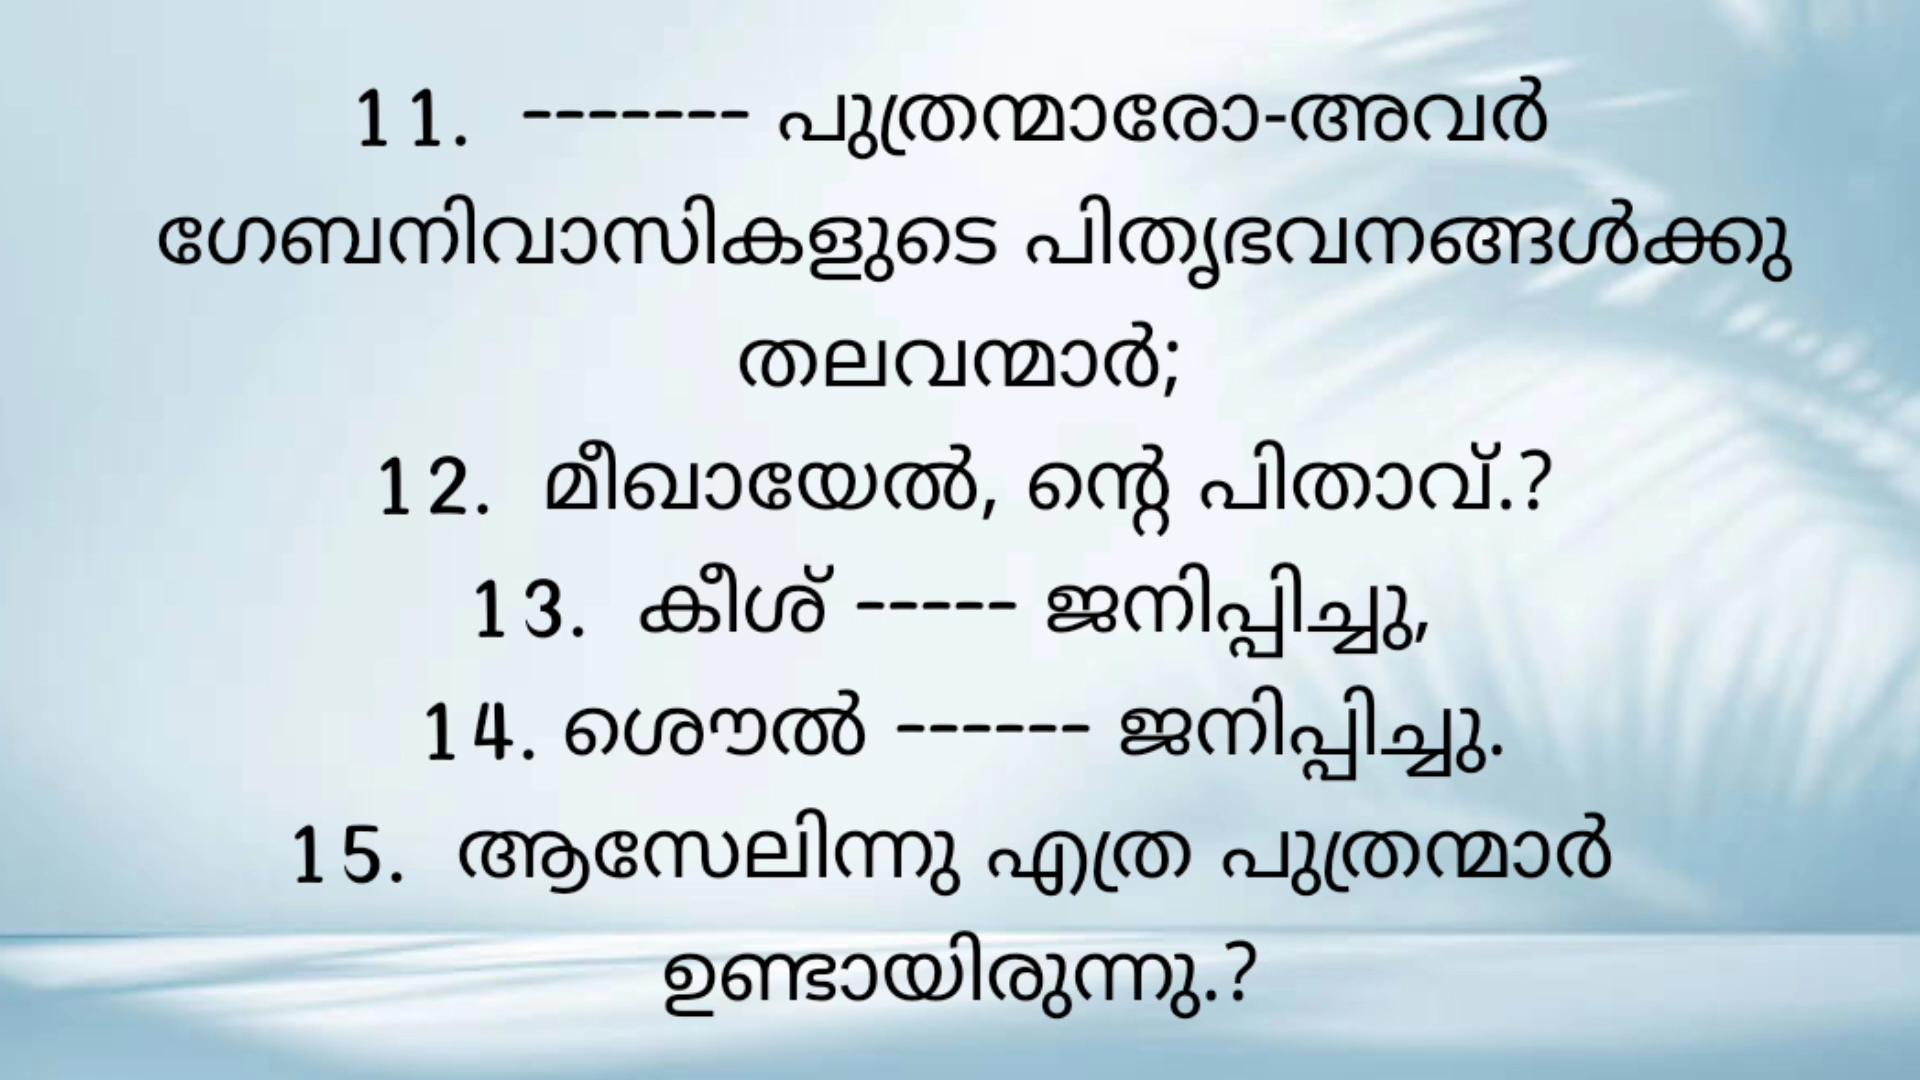 11. ------- പുത്രന്മാരോ-അവർ
ഗേബനിവാസികളുടെ പിതൃഭവനങ്ങൾക്കു
തലവന്മാർ;
12. മീഖായേൽ, ന്റെ പിതാവ്.?
13. കീശ് ----- ജനിപ്പിച്ചു,
14. ശൌൽ ------ ജനിപ്പിച്ചു.
15. ആസേലിന്നു എത്ര പുത്രന്മാർ
ഉണ്ടായിരുന്നു.?